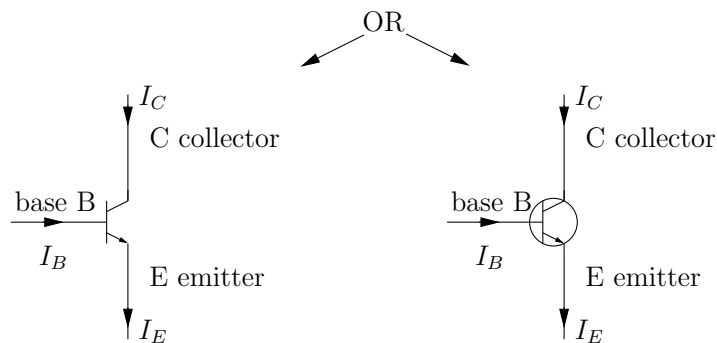 OR
I_C
I_C
C collector
C collector
base B
base B
I_B
I_B
E emitter
E emitter
I_E
I_E